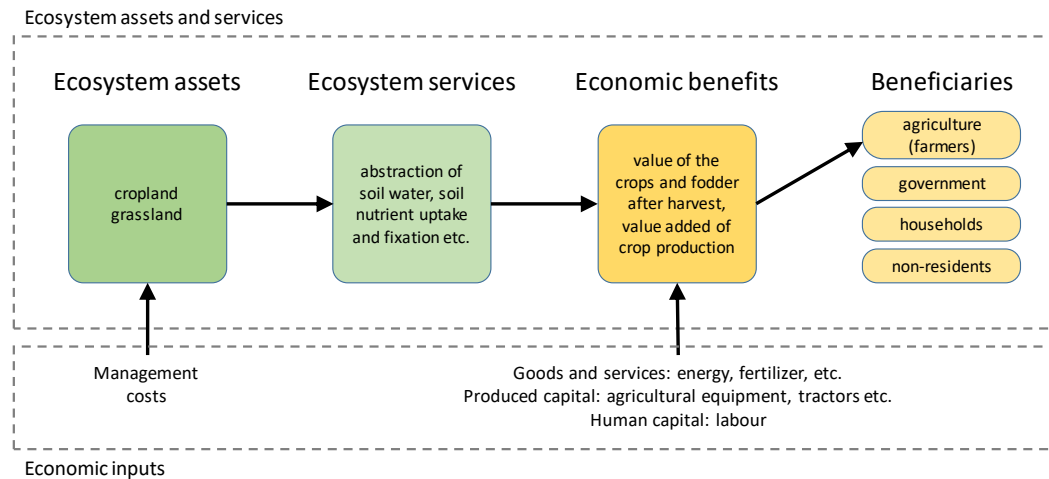 Ecosystem assets and services
Ecosystem assets
Ecosystem services
Economic benefits
Beneficiaries
cropland
grassland
abstraction of
soil water, soil
nutrient uptake
and fixation etc.
value of the
crops and fodder
after harvest,
value added of
crop production
agriculture
(farmers)
government
households
non-residents
Management
costs
Goods and services: energy, fertilizer, etc.
Produced capital: agricultural equipment, tractors etc.
Human capital: labour
Economic inputs